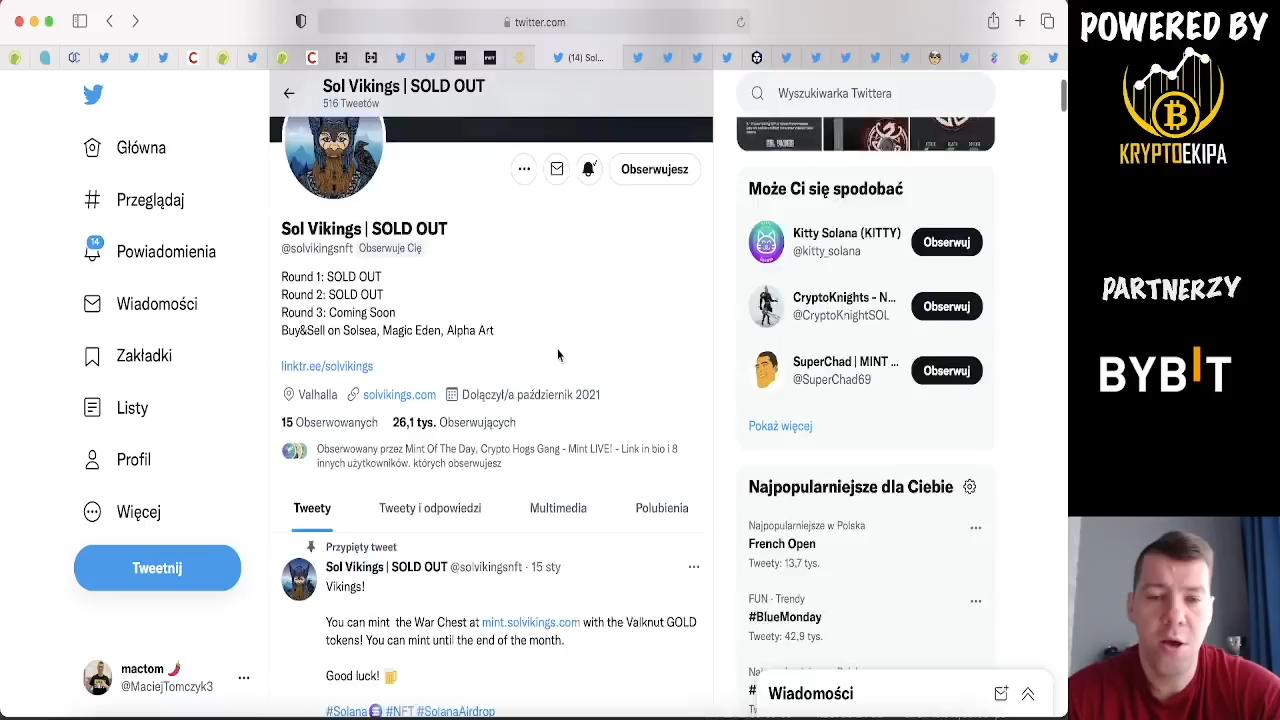 twitter.com
(14) Sol...
Sol Vikings | SOLD OUT
516 Tweetów
Wyszukiwarka Twittera
Główna
Przeglądaj
14
Powiadomienia
Wiadomości
Zakładki
Listy
Profil
Więcej
Tweetnij
mactom 🌶️
@MaciejTomczyk3
Obserwujesz
Sol Vikings | SOLD OUT
@solvikingsnft Obserwuje Cię
Round 1: SOLD OUT
Round 2: SOLD OUT
Round 3: Coming Soon
Buy&Sell on Solsea, Magic Eden, Alpha Art
linktr.ee/solvikings
Valhalla solvikings.com Dołączył/a październik 2021
15 Obserwowanych 26,1 tys. Obserwujących
Obserwowany przez Mint Of The Day, Crypto Hogs Gang - Mint LIVE! - Link in bio i 8
innych użytkowników, których obserwujesz
Tweety Tweety i odpowiedzi Multimedia Polubienia
Przypięty tweet
Sol Vikings | SOLD OUT @solvikingsnft · 15 sty
Vikings!
You can mint the War Chest at mint.solvikings.com with the Valknut GOLD
tokens! You can mint until the end of the month.
Good luck! 🍺
#Solana #NFT #SolanaAirdrop
Może Ci się spodobać
Kitty Solana (KITTY)
@kitty_solana
Obserwuj
CryptoKnights - N...
@CryptoKnightSOL
Obserwuj
SuperChad | MINT ...
@SuperChad69
Obserwuj
Pokaż więcej
Najpopularniejsze dla Ciebie
Najpopularniejsze w Polska
French Open
Tweety: 13,7 tys.
FUN · Trendy
#BlueMonday
Tweety: 42,9 tys.
Wiadomości
POWERED BY
KRYPTOEKIPA
PARTNERZY
BYBIT